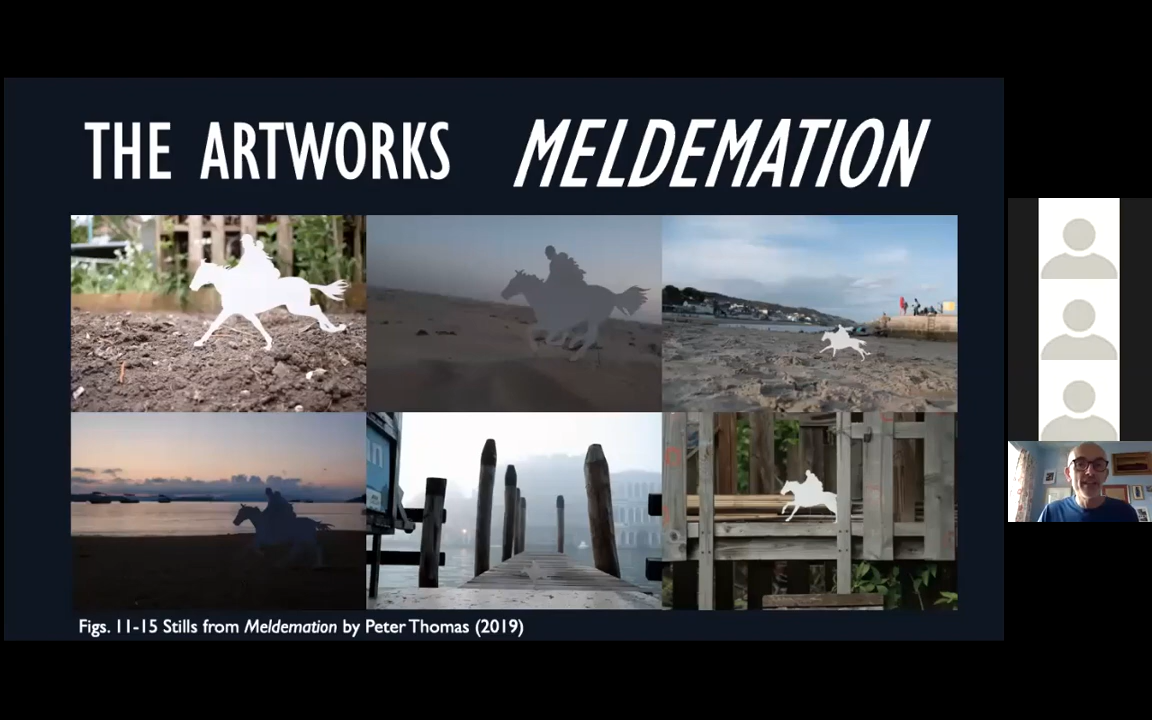 THE ARTWORKS MELDEMATION
Figs. 11-15 Stills from Meldemation by Peter Thomas (2019)